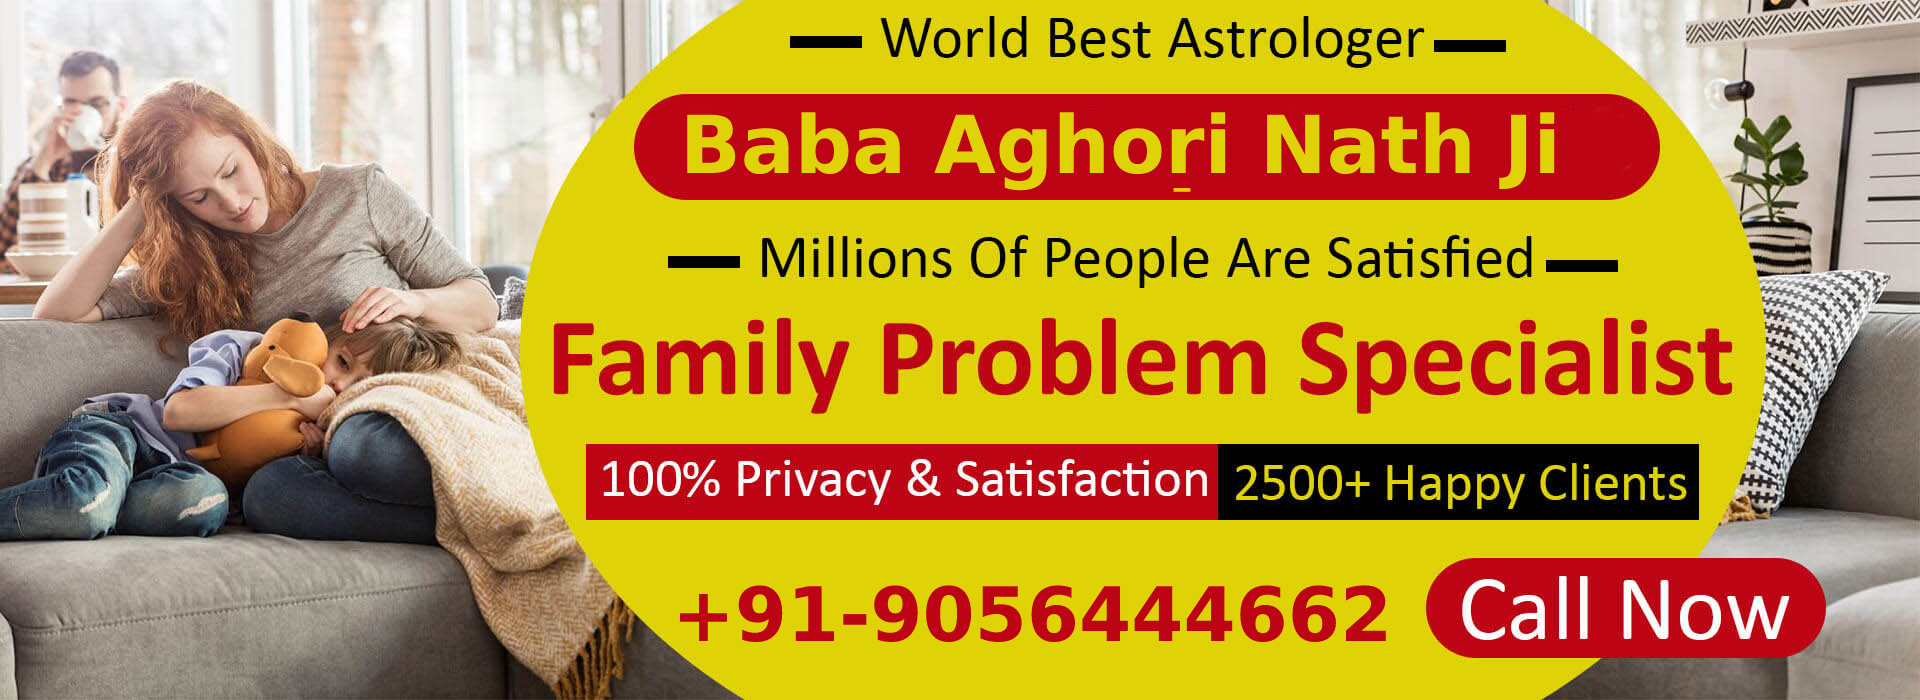 World Best Astrologer
Baba Aghori Nath Ji
Millions Of People Are Satisfied
Family Problem Specialist
100% Privacy & Satisfaction 2500+ Happy Clients
+91-9056444662 Call Now